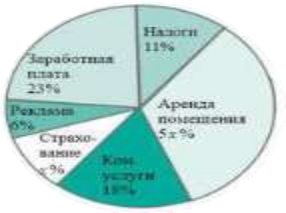 Налоги
11%
Заработная
плата
23%
Аренда
помещения
5x%
Реклама
6%
Страхо-
вание
x%
Ком.
услуги
18%